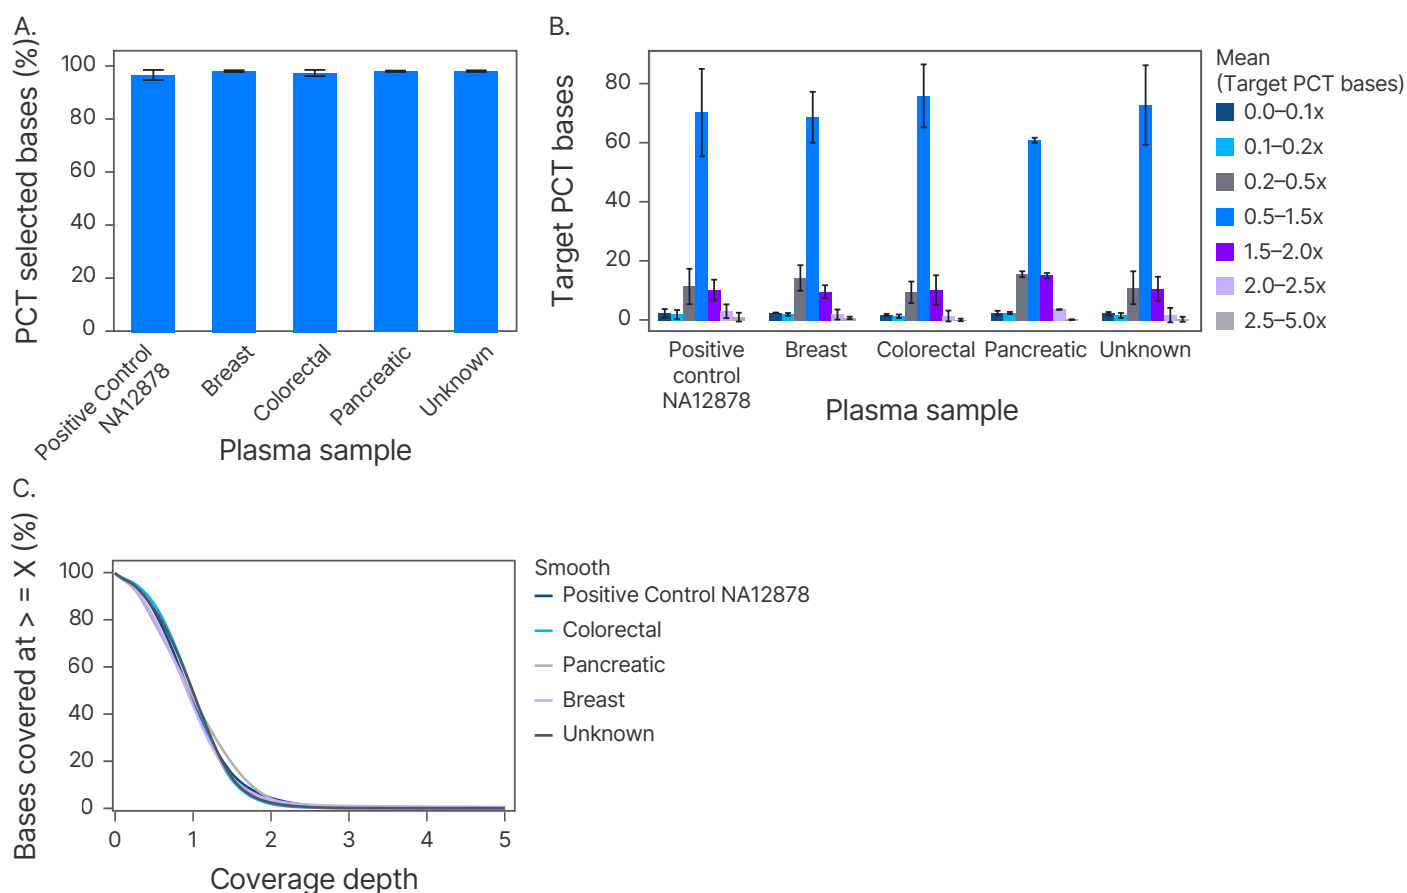 A.
PCT selected bases (%)
100
80
60
40
20
0
Positive Control
NA12878
Breast
Colorectal
Pancreatic
Unknown
Plasma sample
B.
Target PCT bases
80
60
40
20
0
Positive
control
NA12878
Breast
Colorectal
Pancreatic
Unknown
Plasma sample
Mean
(Target PCT bases)
0.0–0.1x
0.1–0.2x
0.2–0.5x
0.5–1.5x
1.5–2.0x
2.0–2.5x
2.5–5.0x
C.
Bases covered at > = X (%)
100
80
60
40
20
0
0 1 2 3 4 5
Coverage depth
Smooth
Positive Control NA12878
Colorectal
Pancreatic
Breast
Unknown